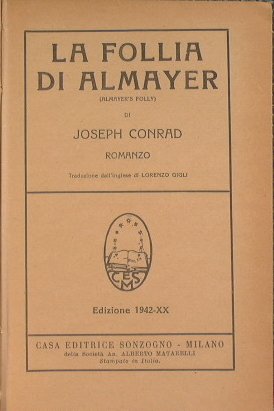 LA FOLLIA
DI ALMAYER
(ALMAYER'S FOLLY)
DI
JOSEPH CONRAD
ROMANZO
Traduzione dall'inglese di LORENZO GIGLI
CES
M
Edizione 1942-XX
CASA EDITRICE SONZOGNO - MILANO
della Società An. ALBERTO MATARELLI
Stampato in Italia.